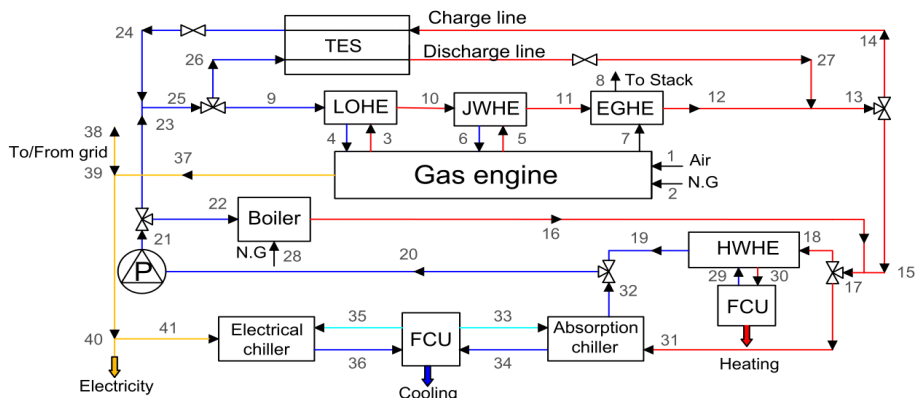 Charge line
24
TES
14
Discharge line
26
27
8
To Stack
25
9
LOHE
10
JWHE
11
EGHE
12
13
23
4
3
6
5
7
38
To/From grid
39
37
Gas engine
1
Air
2
N.G
22
Boiler
16
21
N.G
28
P
20
19
HWHE
18
15
29
30
17
32
FCU
40
41
Electrical
chiller
35
36
FCU
33
34
Absorption
chiller
31
Heating
Electricity
Cooling